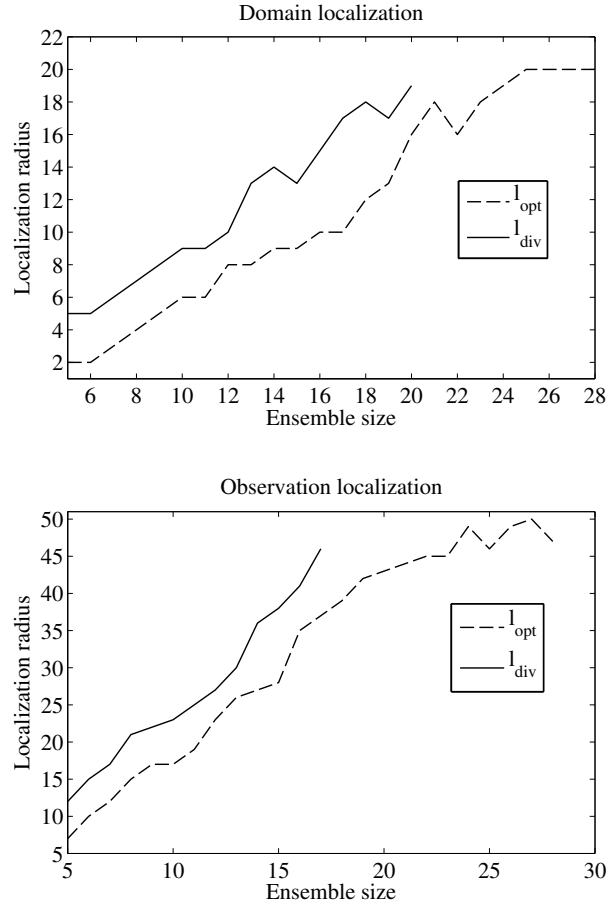 Domain localization
22
20
18
16
14
12
10
8
6
4
2
Localization radius
l_opt
l_div
6 8 10 12 14 16 18 20 22 24 26 28
Ensemble size
Observation localization
50
45
40
35
30
25
20
15
10
5
Localization radius
l_opt
l_div
5 10 15 20 25 30
Ensemble size